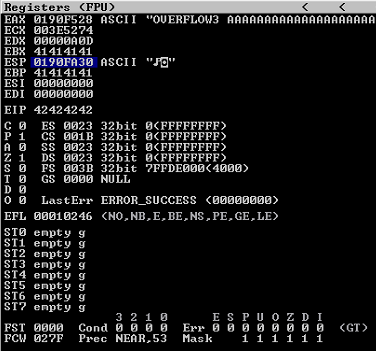 Registers (FPU) < <
EAX 0190F528 ASCII "OVERFLOW3 AAAAAAAAAAAAAAAAAAAAAAAAAAAAA
ECX 003E5274
EDX 00000A0D
EBX 41414141
ESP 0190FA30 ASCII "♪◘"
EBP 41414141
ESI 00000000
EDI 00000000
EIP 42424242
C 0 ES 0023 32bit 0(FFFFFFFF)
P 1 CS 001B 32bit 0(FFFFFFFF)
A 0 SS 0023 32bit 0(FFFFFFFF)
Z 1 DS 0023 32bit 0(FFFFFFFF)
S 0 FS 003B 32bit 7FFDE000(4000)
T 0 GS 0000 NULL
D 0
O 0 LastErr ERROR_SUCCESS (00000000)
EFL 00010246 (NO,NB,E,BE,NS,PE,GE,LE)
ST0 empty g
ST1 empty g
ST2 empty g
ST3 empty g
ST4 empty g
ST5 empty g
ST6 empty g
ST7 empty g
3 2 1 0 E S P U O Z D I
FST 0000 Cond 0 0 0 0 Err 0 0 0 0 0 0 0 0 (GT)
FCW 027F Prec NEAR,53 Mask 1 1 1 1 1 1